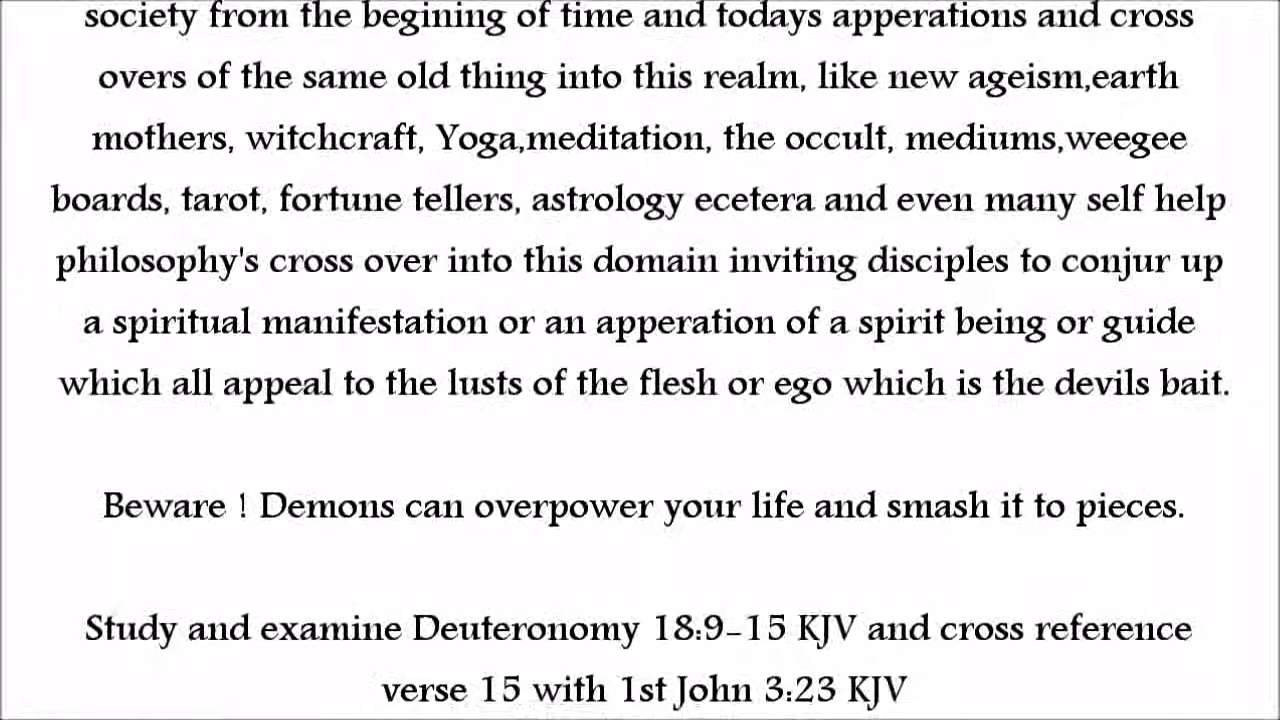 society from the begining of time and todays apperations and cross
overs of the same old thing into this realm, like new ageism,earth
mothers, witchcraft, Yoga,meditation, the occult, mediums,weegee
boards, tarot, fortune tellers, astrology ecetera and even many self help
philosophy's cross over into this domain inviting disciples to conjur up
a spiritual manifestation or an apperation of a spirit being or guide
which all appeal to the lusts of the flesh or ego which is the devils bait.
Beware ! Demons can overpower your life and smash it to pieces.
Study and examine Deuteronomy 18:9-15 KJV and cross reference
verse 15 with 1st John 3:23 KJV